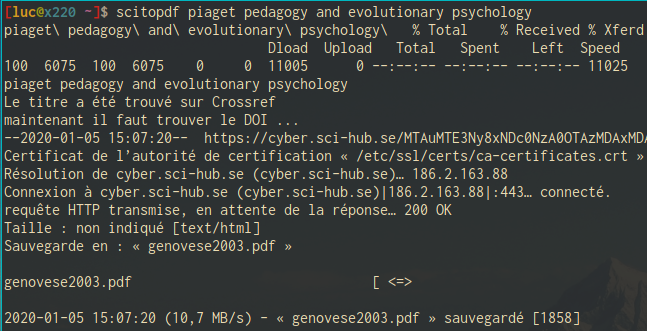 [luc@x220 ~]$ scitopdf piaget pedagogy and evolutionary psychology
piaget\ pedagogy\ and\ evolutionary\ psychology\   % Total    % Received % Xferd
                                 Dload  Upload   Total   Spent    Left  Speed
100  6075  100  6075    0     0  11005      0 --:--:-- --:--:-- --:--:-- 11025
piaget pedagogy and evolutionary psychology
Le titre a été trouvé sur Crossref
maintenant il faut trouver le DOI ...
--2020-01-05 15:07:20--  https://cyber.sci-hub.se/MTAuMTE3Ny8xNDc0NzA0OTAzMDAxMDA
Certificat de l’autorité de certification « /etc/ssl/certs/ca-certificates.crt »
Résolution de cyber.sci-hub.se (cyber.sci-hub.se)… 186.2.163.88
Connexion à cyber.sci-hub.se (cyber.sci-hub.se)|186.2.163.88|:443… connecté.
requête HTTP transmise, en attente de la réponse… 200 OK
Taille : non indiqué [text/html]
Sauvegarde en : « genovese2003.pdf »
genovese2003.pdf                              [ <=>
2020-01-05 15:07:20 (10,7 MB/s) - « genovese2003.pdf » sauvegardé [1858]